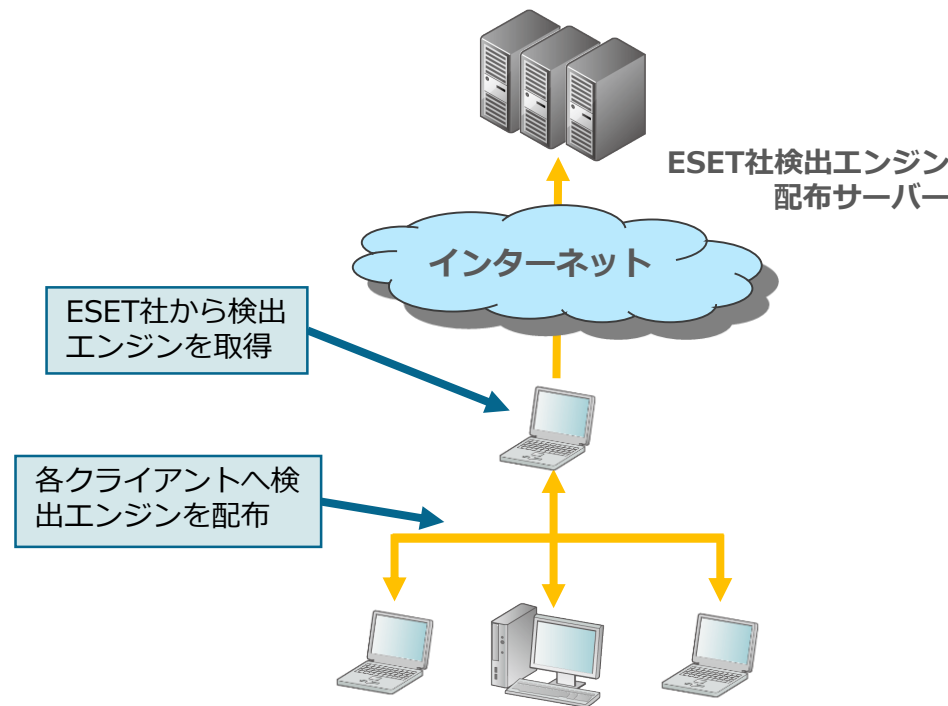 ESET社検出エンジン
配布サーバー
インターネット
ESET社から検出
エンジンを取得
各クライアントへ検
出エンジンを配布